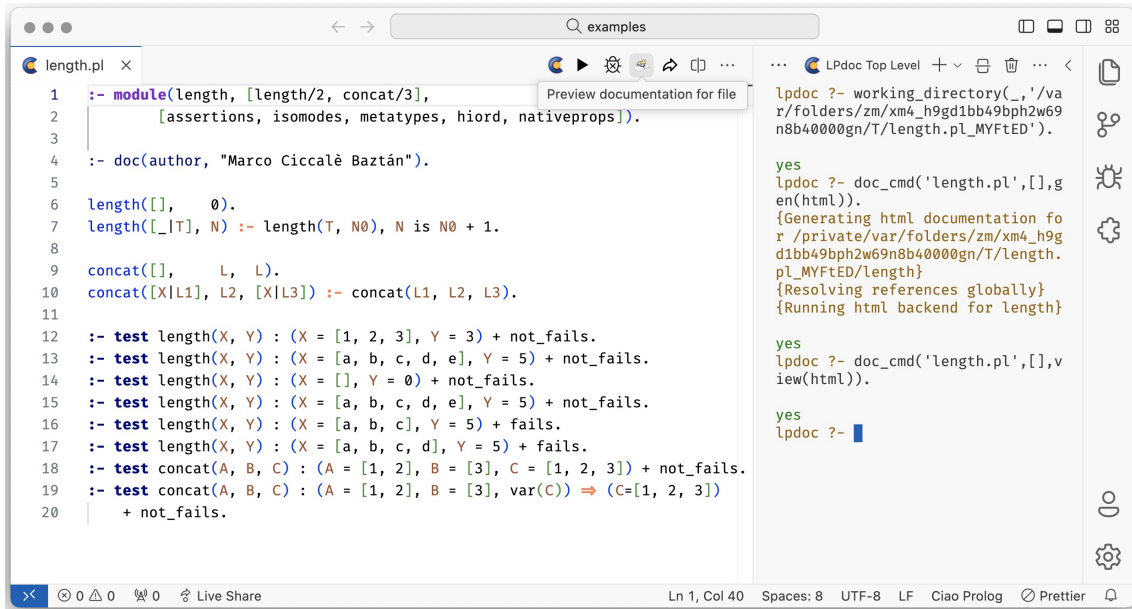 examples
length.pl
LPdoc Top Level
Preview documentation for file
1 :- module(length, [length/2, concat/3],
2 [assertions, isomodes, metatypes, hiord, nativeprops]).
3
4 :- doc(author, "Marco Ciccalè Baztán").
5
6 length([],    0).
7 length([_|T], N) :- length(T, N0), N is N0 + 1.
8
9 concat([],     L,  L).
10 concat([X|L1], L2, [X|L3]) :- concat(L1, L2, L3).
11
12 :- test length(X, Y) : (X = [1, 2, 3], Y = 3) + not_fails.
13 :- test length(X, Y) : (X = [a, b, c, d, e], Y = 5) + not_fails.
14 :- test length(X, Y) : (X = [], Y = 0) + not_fails.
15 :- test length(X, Y) : (X = [a, b, c, d, e], Y = 5) + not_fails.
16 :- test length(X, Y) : (X = [a, b, c], Y = 5) + fails.
17 :- test length(X, Y) : (X = [a, b, c, d], Y = 5) + fails.
18 :- test concat(A, B, C) : (A = [1, 2], B = [3], C = [1, 2, 3]) + not_fails.
19 :- test concat(A, B, C) : (A = [1, 2], B = [3], var(C)) ⇒ (C=[1, 2, 3])
20 + not_fails.
lpdoc ?- working_directory(_,'/va
r/folders/zm/xm4_h9gd1bb49bph2w69
n8b40000gn/T/length.pl_MYFtED').
yes
lpdoc ?- doc_cmd('length.pl',[],g
en(html)).
{Generating html documentation fo
r /private/var/folders/zm/xm4_h9g
d1bb49bph2w69n8b40000gn/T/length.
pl_MYFtED/length}
{Resolving references globally}
{Running html backend for length}
yes
lpdoc ?- doc_cmd('length.pl',[],v
iew(html)).
yes
lpdoc ?-
0 0 0 Live Share Ln 1, Col 40 Spaces: 8 UTF-8 LF Ciao Prolog Prettier